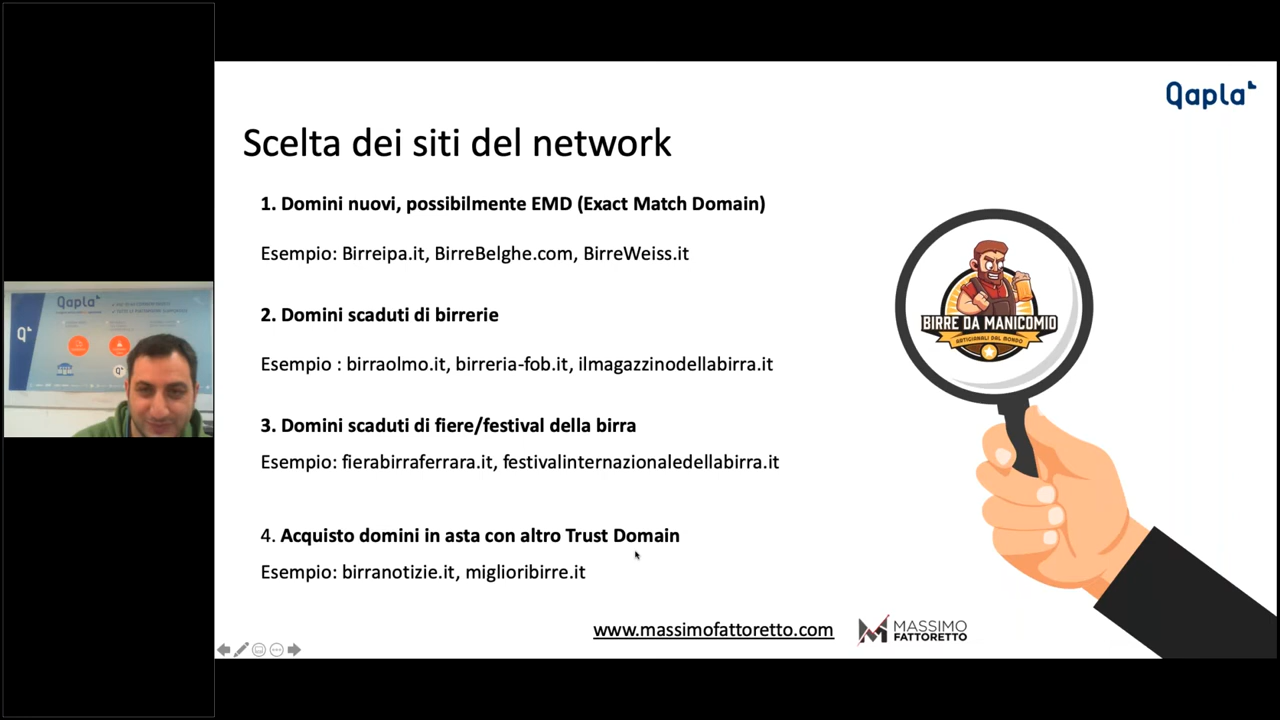 Qapla'
Scelta dei siti del network
1. Domini nuovi, possibilmente EMD (Exact Match Domain)
Esempio: Birreipa.it, BirreBelghe.com, BirreWeiss.it
2. Domini scaduti di birrerie
Esempio : birraolmo.it, birreria-fob.it, ilmagazzinodellabirra.it
3. Domini scaduti di fiere/festival della birra
Esempio: fierabirraferrara.it, festivalinternazionaledellabirra.it
4. Acquisto domini in asta con altro Trust Domain
Esempio: birranotizie.it, miglioribirre.it
BIRRE DA MANICOMIO
ARTIGIANALI DAL MONDO
www.massimofattoretto.com
MASSIMO
FATTORETTO
Qapla'